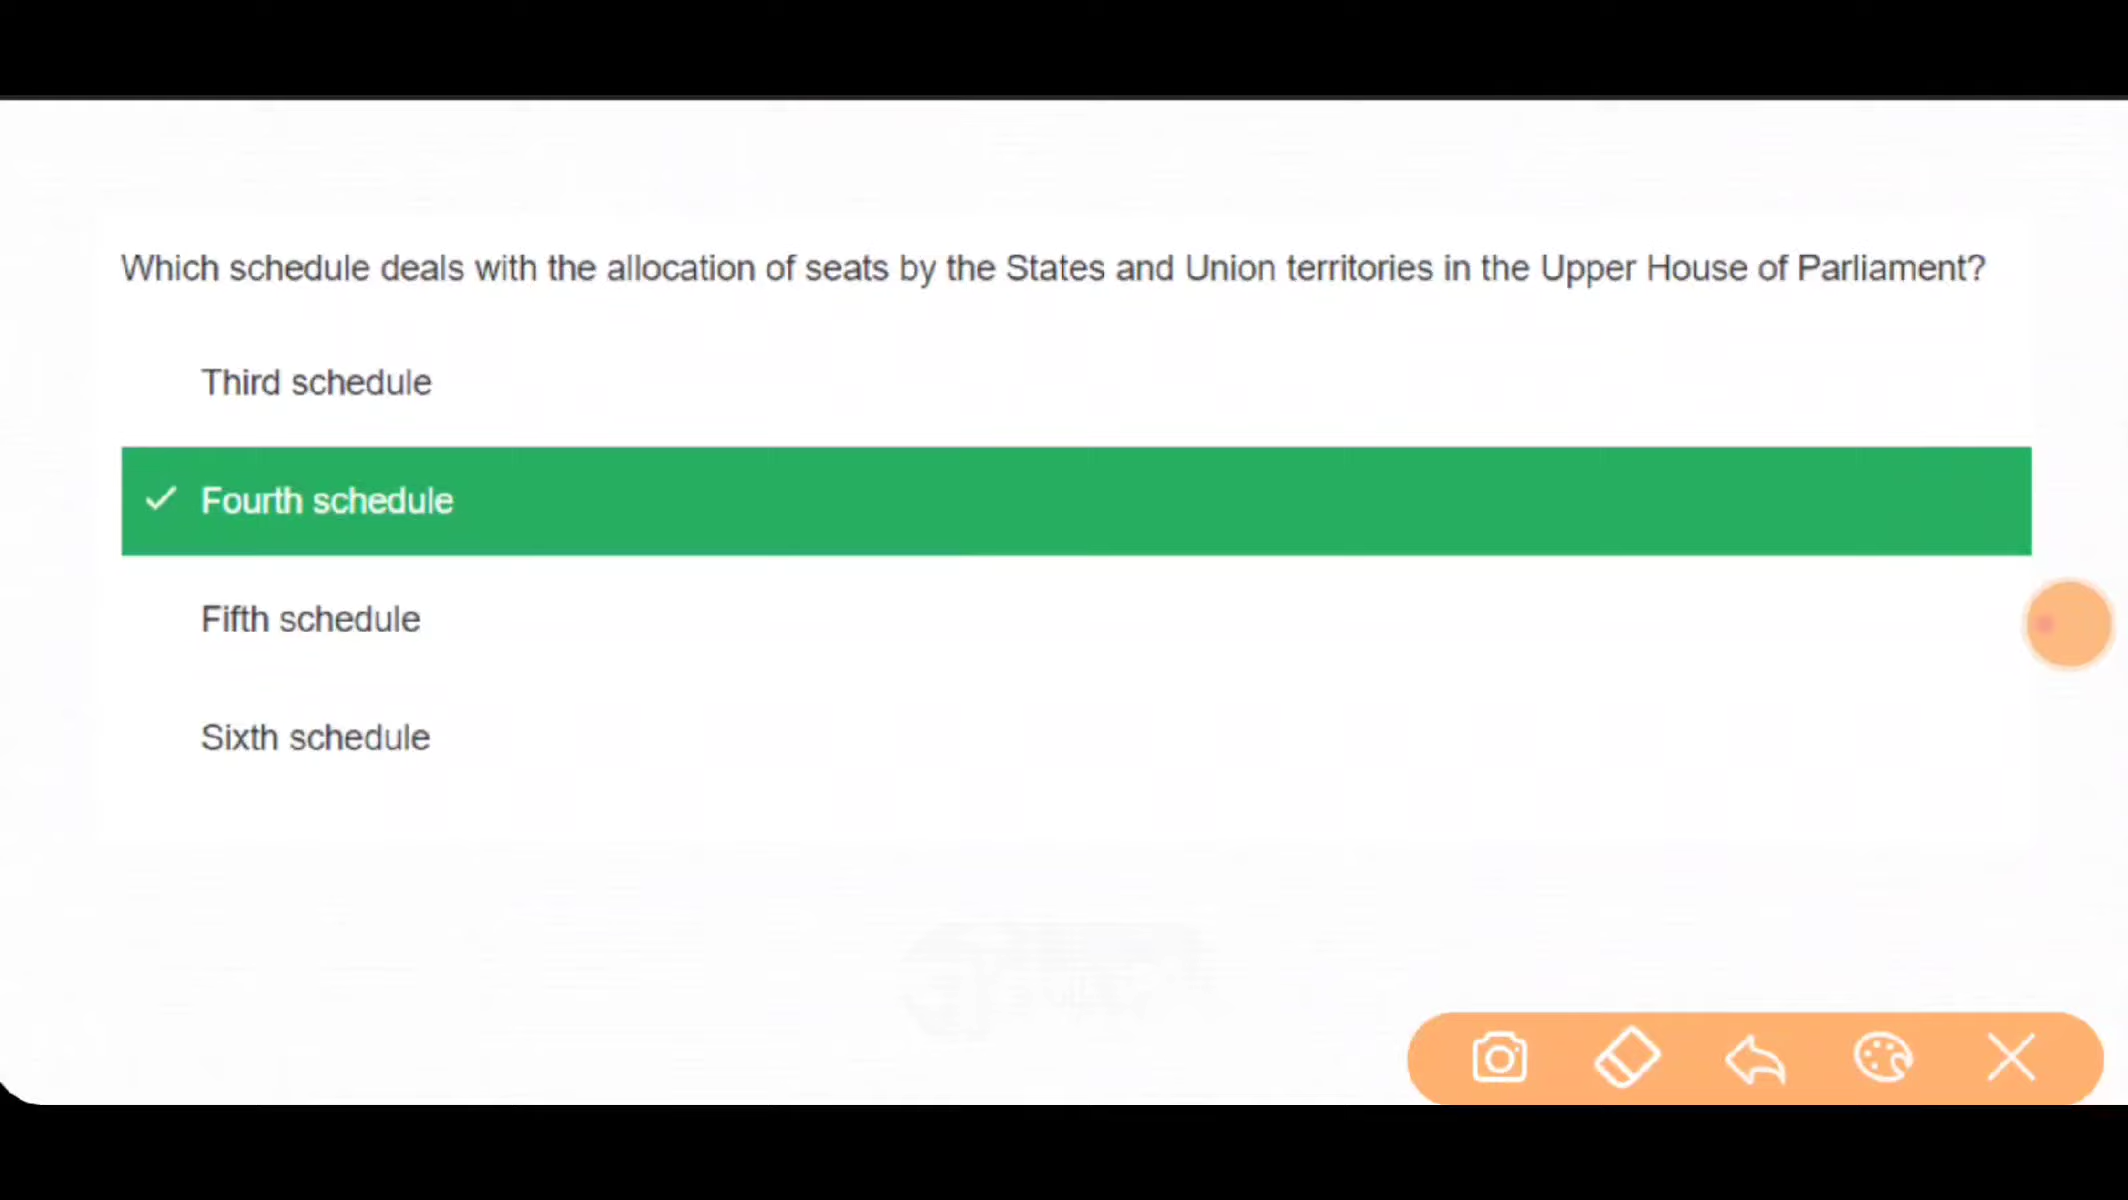 Which schedule deals with the allocation of seats by the States and Union territories in the Upper House of Parliament?
Third schedule
Fourth schedule
Fifth schedule
Sixth schedule